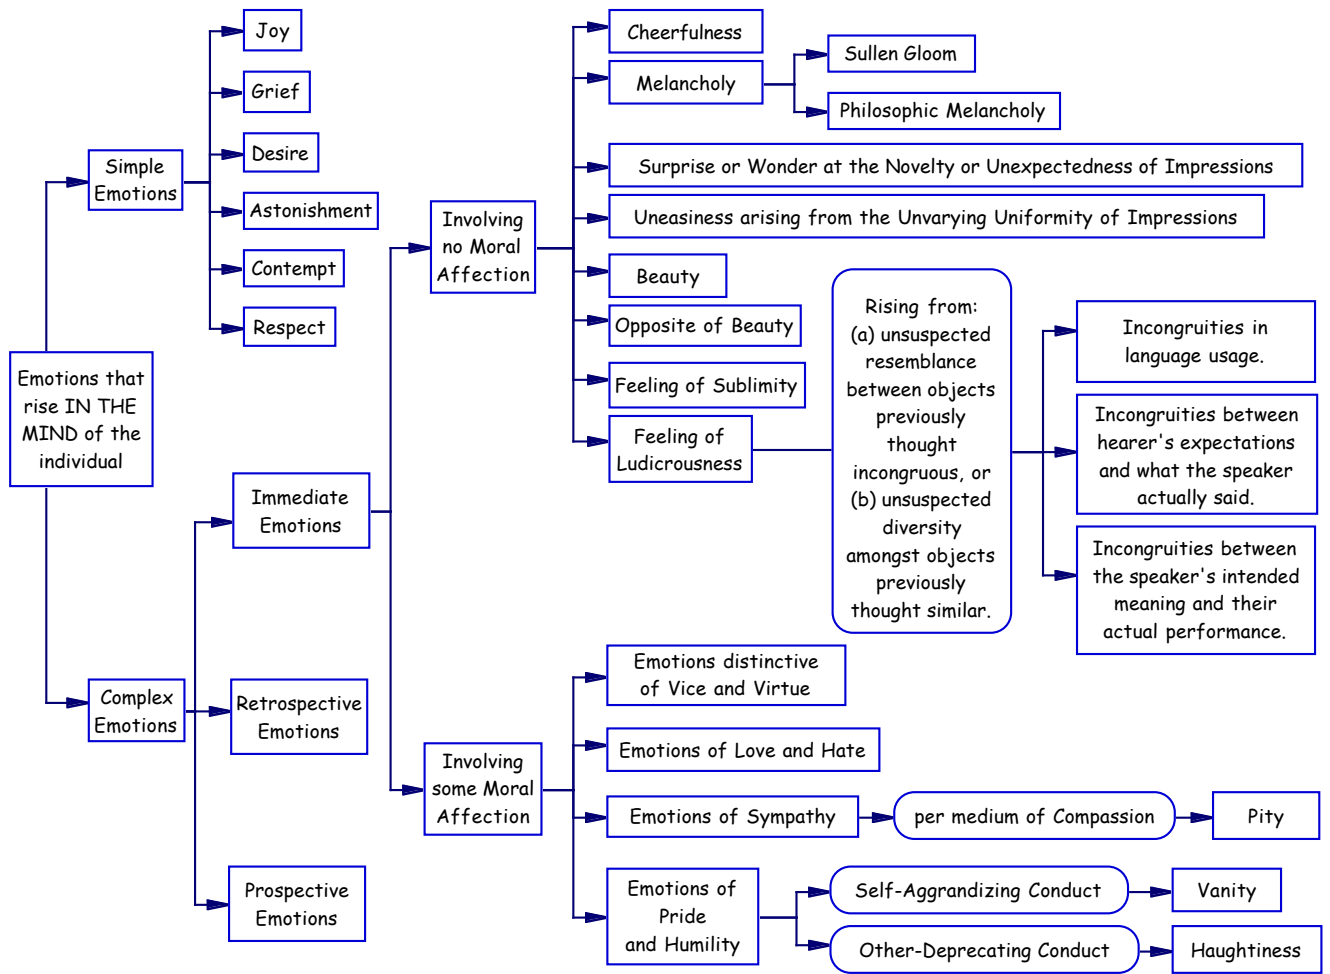 Emotions that
rise IN THE
MIND of the
individual
Simple
Emotions
Joy
Grief
Desire
Astonishment
Contempt
Respect
Complex
Emotions
Immediate
Emotions
Retrospective
Emotions
Prospective
Emotions
Involving
no Moral
Affection
Cheerfulness
Melancholy
Sullen Gloom
Philosophic Melancholy
Surprise or Wonder at the Novelty or Unexpectedness of Impressions
Uneasiness arising from the Unvarying Uniformity of Impressions
Beauty
Opposite of Beauty
Feeling of Sublimity
Feeling of
Ludicrousness
Rising from:
(a) unsuspected
resemblance
between objects
previously
thought
incongruous, or
(b) unsuspected
diversity
amongst objects
previously
thought similar.
Incongruities in
language usage.
Incongruities between
hearer's expectations
and what the speaker
actually said.
Incongruities between
the speaker's intended
meaning and their
actual performance.
Involving
some Moral
Affection
Emotions distinctive
of Vice and Virtue
Emotions of Love and Hate
Emotions of Sympathy
per medium of Compassion
Pity
Emotions of
Pride
and Humility
Self-Aggrandizing Conduct
Vanity
Other-Deprecating Conduct
Haughtiness